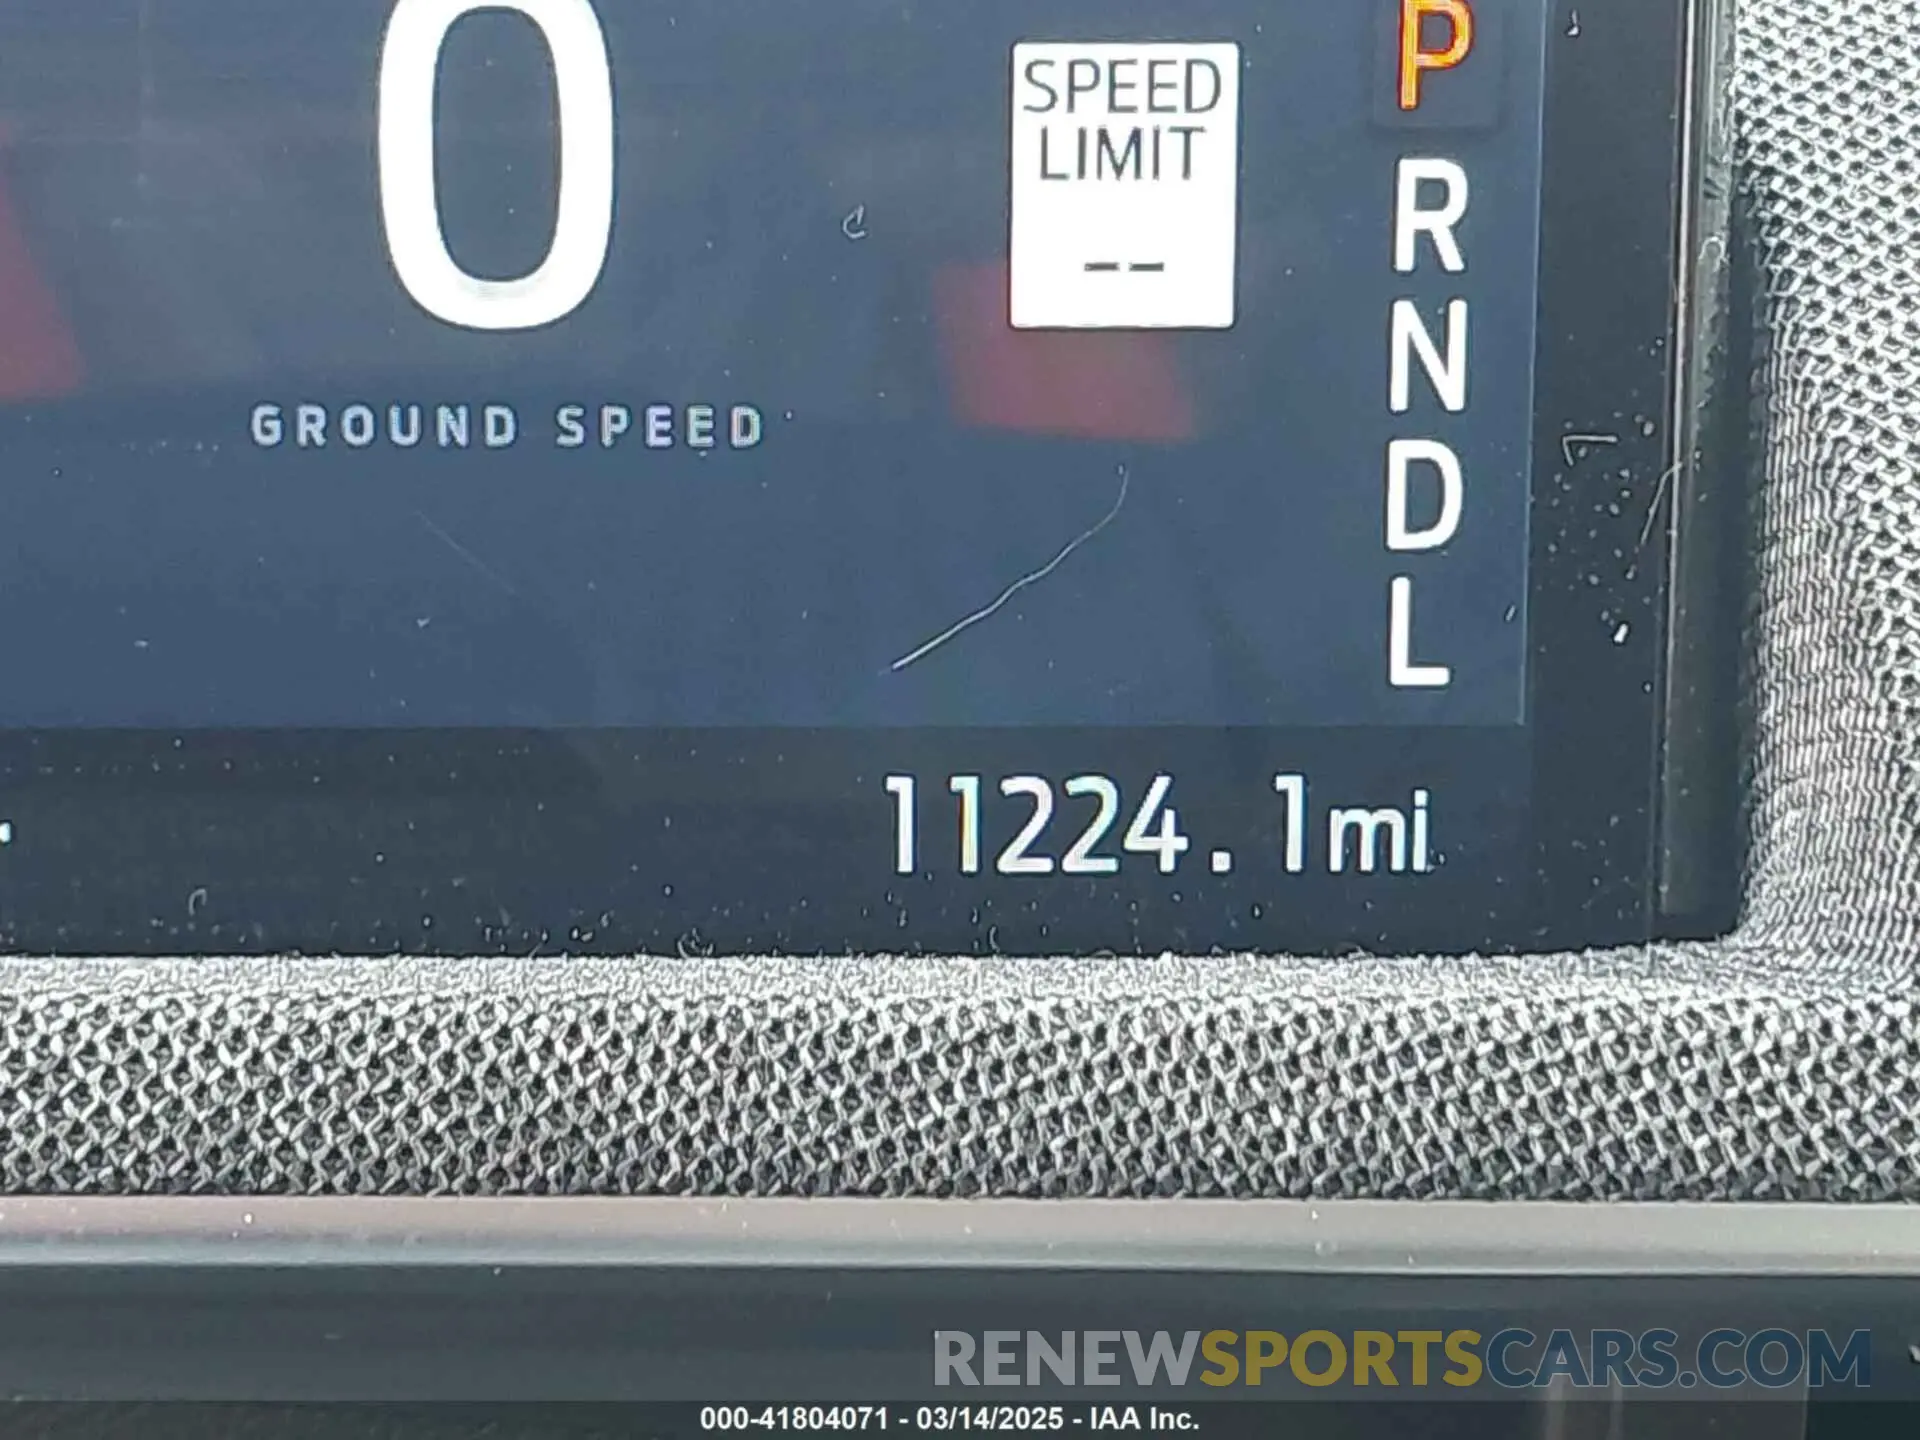 0
GROUND SPEED
SPEED
LIMIT
--
P
R
N
D
L
11224.1mi
RENEWSPORTSCARS.COM
000-41804071 - 03/14/2025 - IAA Inc.